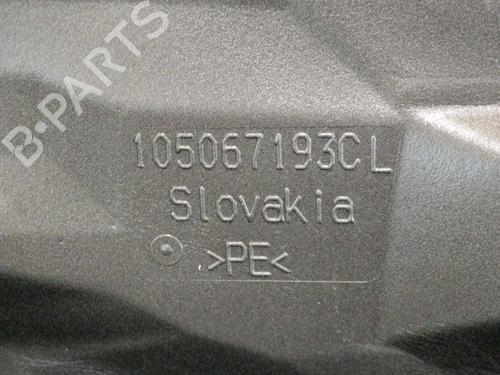 B-PARTS
105067193CL
Slovakia
>PE<